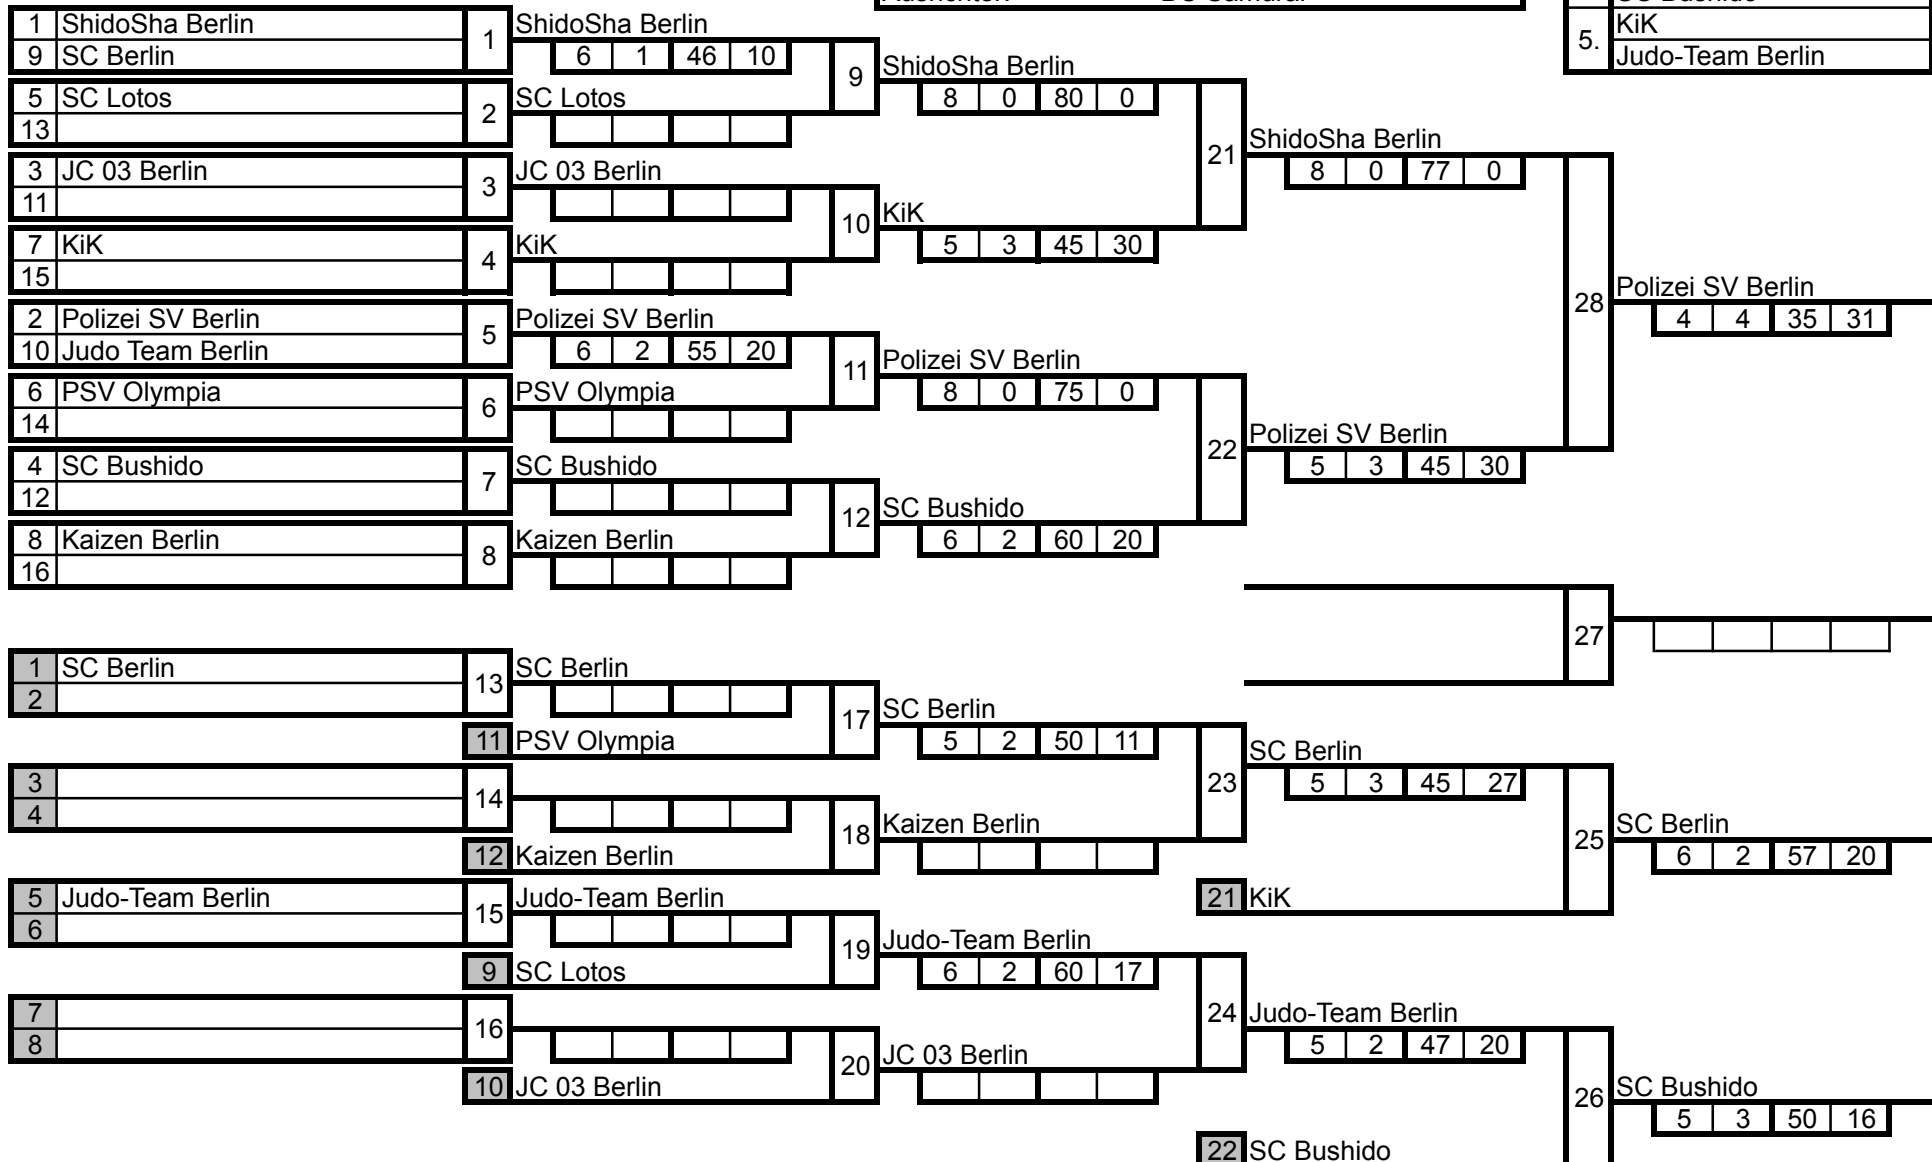 1 ShidoSha Berlin 1 ShidoSha Berlin
9 SC Berlin 6 1 46 10 9 ShidoSha Berlin
5 SC Lotos 2 SC Lotos 8 0 80 0
13
21 ShidoSha Berlin
3 JC 03 Berlin 3 JC 03 Berlin 8 0 77 0
11
10 KiK
7 KiK 4 KiK 5 3 45 30
15
28 Polizei SV Berlin
2 Polizei SV Berlin 5 Polizei SV Berlin 4 4 35 31
10 Judo Team Berlin 6 2 55 20 11 Polizei SV Berlin
6 PSV Olympia 6 PSV Olympia 8 0 75 0
14
22 Polizei SV Berlin
4 SC Bushido 7 SC Bushido 5 3 45 30
12
12 SC Bushido
8 Kaizen Berlin 8 Kaizen Berlin 6 2 60 20
16
27
1 SC Berlin 13 SC Berlin
2 17 SC Berlin
11 PSV Olympia 5 2 50 11
SC Berlin
3 14 23 5 3 45 27
4 18 Kaizen Berlin 25 SC Berlin
12 Kaizen Berlin 6 2 57 20
5 Judo-Team Berlin 15 Judo-Team Berlin 21 KiK
6 19 Judo-Team Berlin
9 SC Lotos 6 2 60 17
7 16 24 Judo-Team Berlin
8 20 JC 03 Berlin 5 2 47 20
10 JC 03 Berlin 26 SC Bushido
5 3 50 16
22 SC Bushido
5. KiK
Judo-Team Berlin